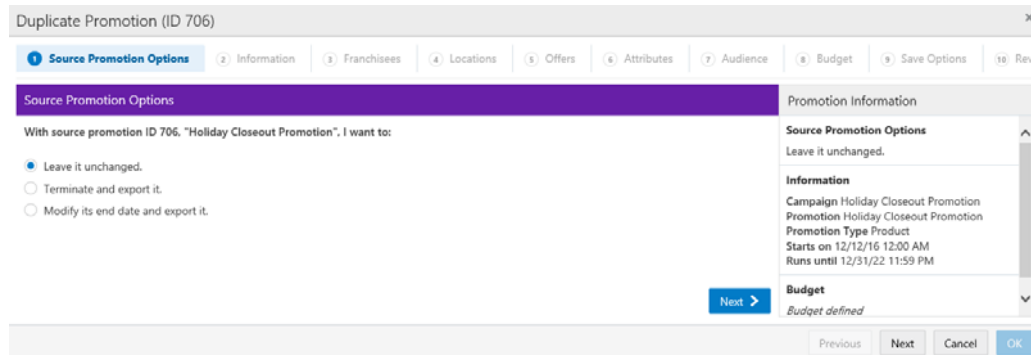 Duplicate Promotion (ID 706)
1 Source Promotion Options 2 Information 3 Franchisees 4 Locations 5 Offers 6 Attributes 7 Audience 8 Budget 9 Save Options 10 Rev
Source Promotion Options
With source promotion ID 706, "Holiday Closeout Promotion", I want to:
Leave it unchanged.
Terminate and export it.
Modify its end date and export it.
Next
Promotion Information
Source Promotion Options
Leave it unchanged.
Information
Campaign Holiday Closeout Promotion
Promotion Holiday Closeout Promotion
Promotion Type Product
Starts on 12/12/16 12:00 AM
Runs until 12/31/22 11:59 PM
Budget
Budget defined
Previous Next Cancel OK